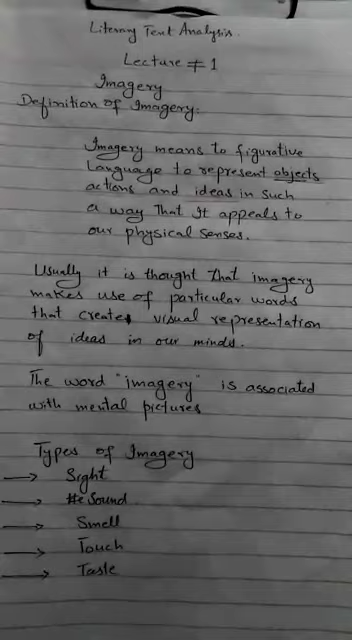 Literary Text Analysis.
Lecture # 1
Imagery
Definition of Imagery:
Imagery means to figurative
Language to represent objects
actions and ideas in such
a way that It appeals to
our physical senses.
Usually it is thought that imagery
makes use of particular words
that create visual representation
of ideas in our minds.
The word "imagery" is associated
with mental pictures
Types of Imagery
→ Sight
→ Sound
→ Smell
→ Touch
→ Taste